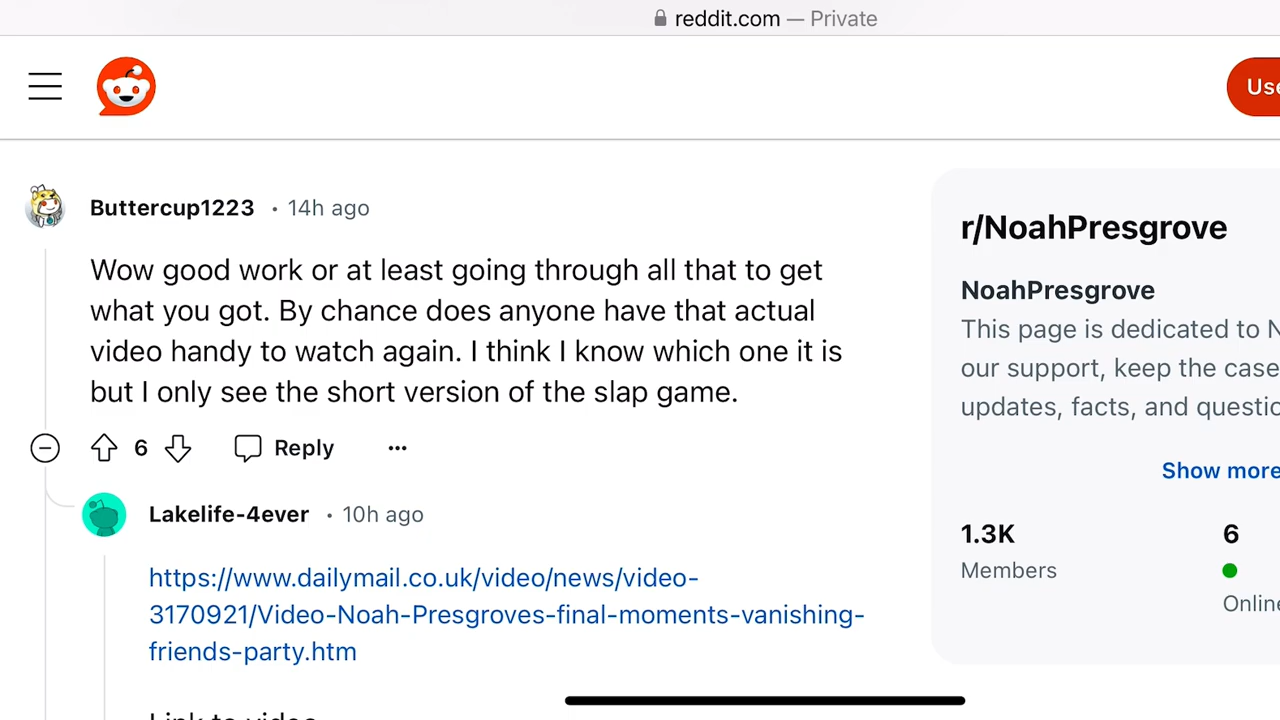 reddit.com — Private
Buttercup1223 • 14h ago
Wow good work or at least going through all that to get
what you got. By chance does anyone have that actual
video handy to watch again. I think I know which one it is
but I only see the short version of the slap game.
6 Reply
Lakelife-4ever • 10h ago
https://www.dailymail.co.uk/video/news/video-
3170921/Video-Noah-Presgroves-final-moments-vanishing-
friends-party.htm
Link to video
r/NoahPresgrove
NoahPresgrove
This page is dedicated to
our support, keep the case
updates, facts, and
Show more
1.3K
Members
6